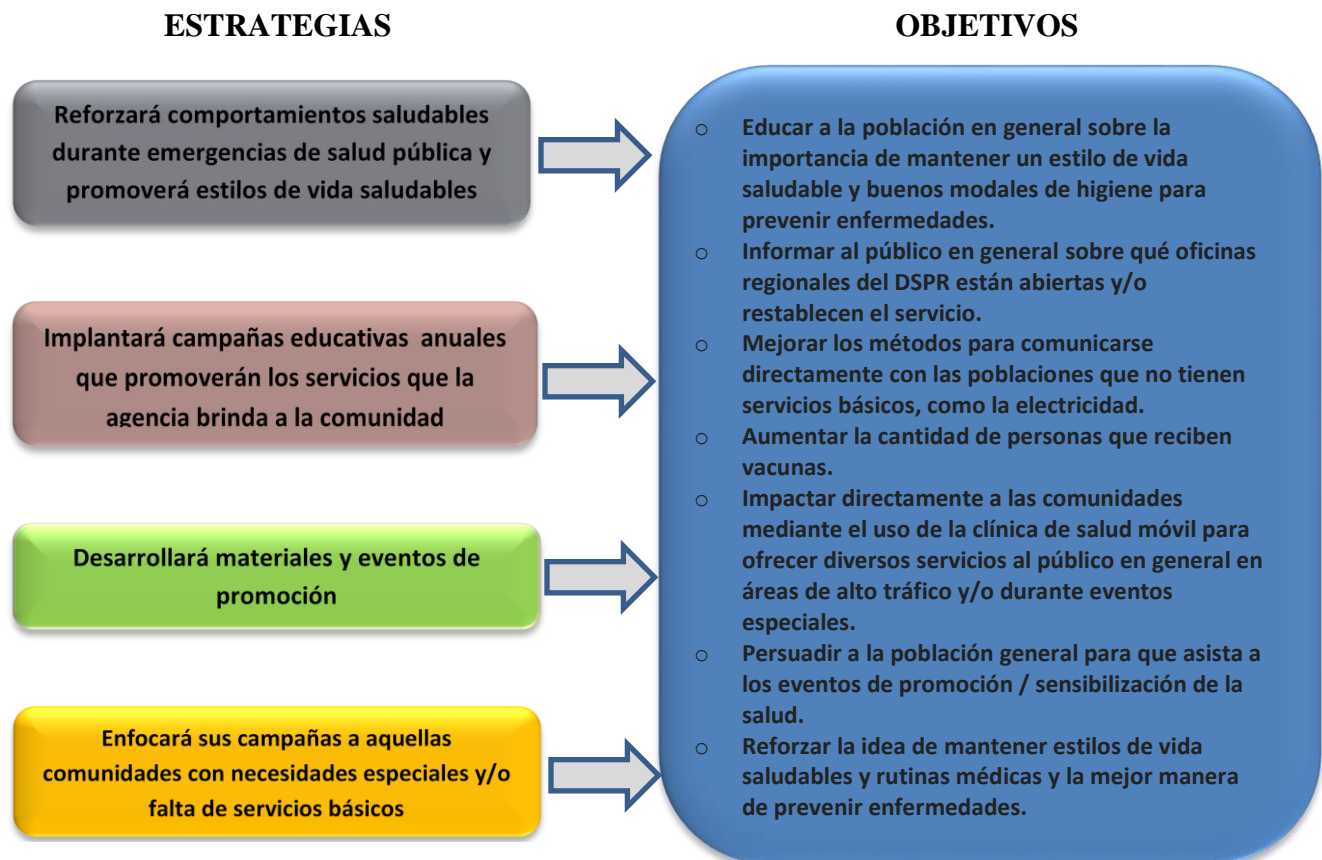 ESTRATEGIAS
OBJETIVOS
Reforzará comportamientos saludables
durante emergencias de salud pública y
promoverá estilos de vida saludables
Implantará campañas educativas anuales
que promoverán los servicios que la
agencia brinda a la comunidad
Desarrollará materiales y eventos de
promoción
Enfocará sus campañas a aquellas
comunidades con necesidades especiales y/o
falta de servicios básicos
o Educar a la población en general sobre la
importancia de mantener un estilo de vida
saludable y buenos modales de higiene para
prevenir enfermedades.
o Informar al público en general sobre qué oficinas
regionales del DSPR están abiertas y/o
restablecen el servicio.
o Mejorar los métodos para comunicarse
directamente con las poblaciones que no tienen
servicios básicos, como la electricidad.
o Aumentar la cantidad de personas que reciben
vacunas.
o Impactar directamente a las comunidades
mediante el uso de la clínica de salud móvil para
ofrecer diversos servicios al público en general en
áreas de alto tráfico y/o durante eventos
especiales.
o Persuadir a la población general para que asista a
los eventos de promoción / sensibilización de la
salud.
o Reforzar la idea de mantener estilos de vida
saludables y rutinas médicas y la mejor manera
de prevenir enfermedades.